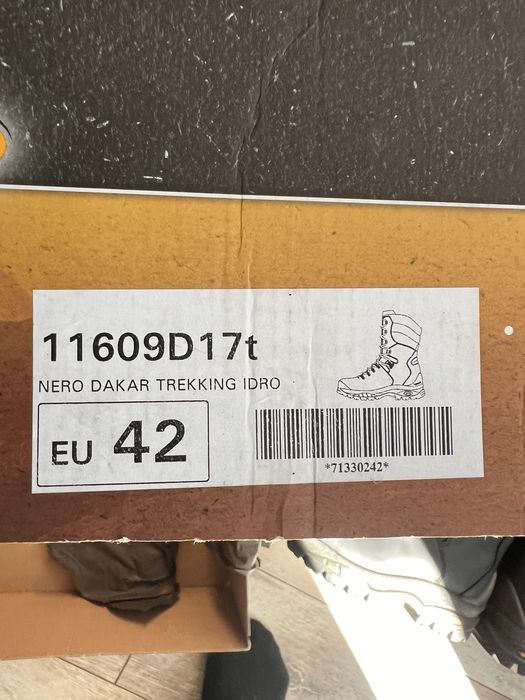 11609D17t
NERO DAKAR TREKKING IDRO
EU 42
*71330242*